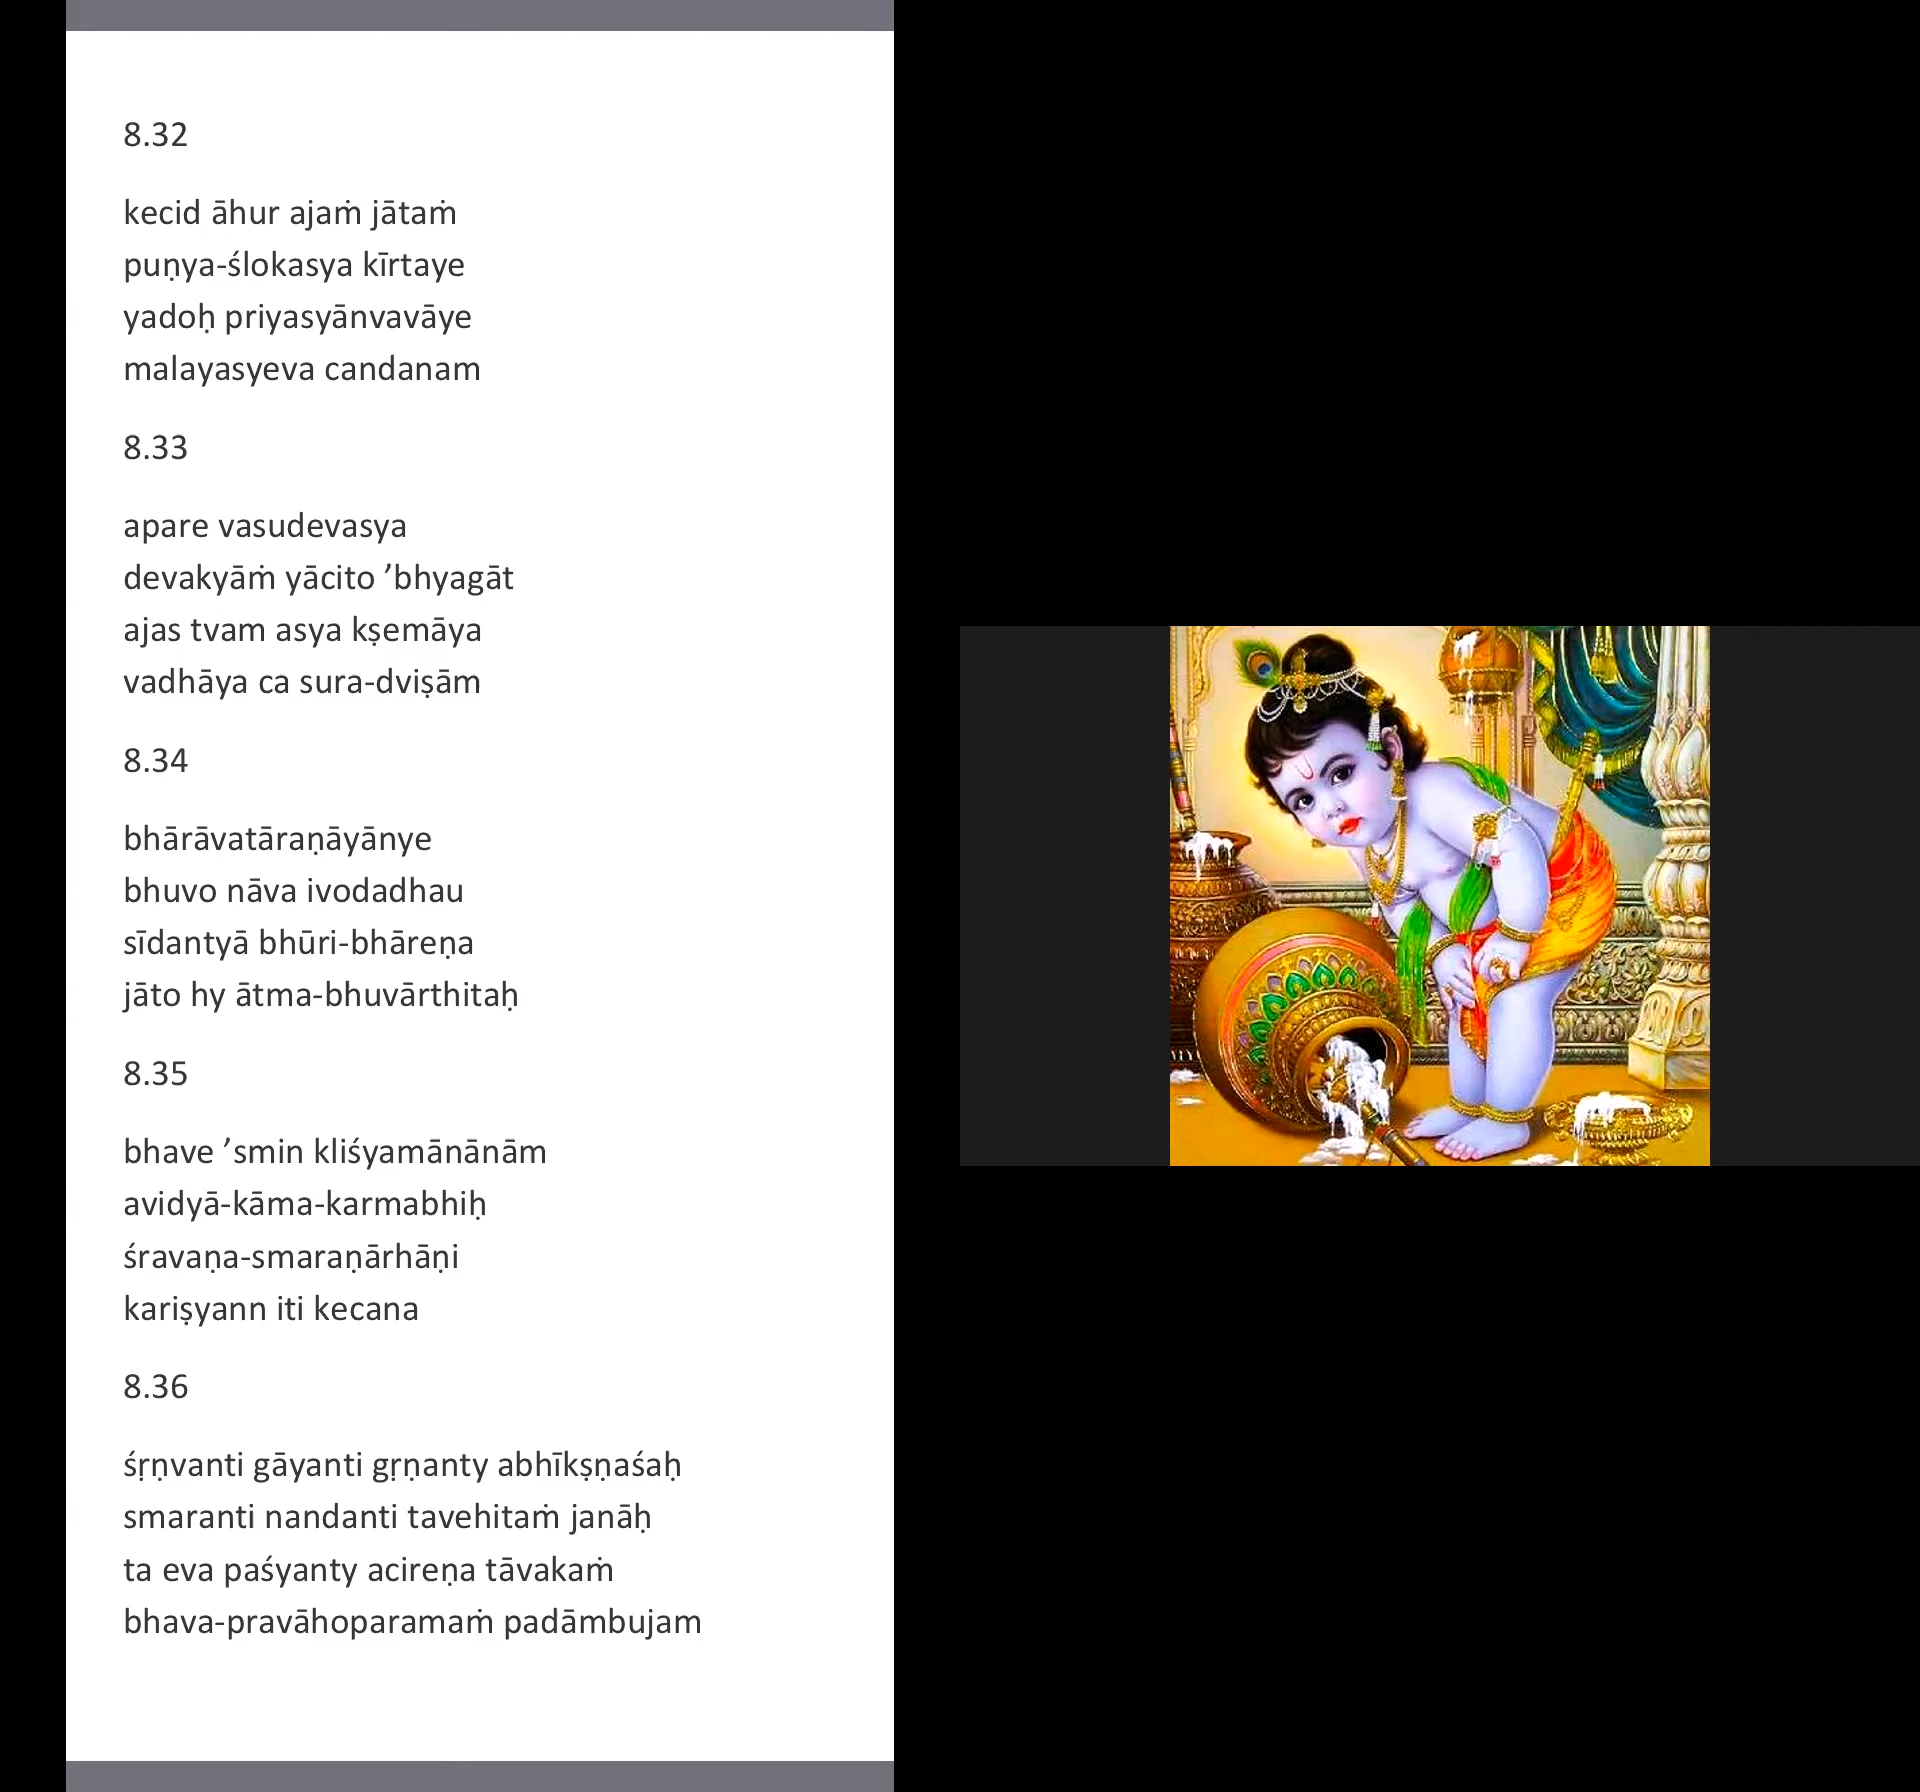 8.32
kecid āhur ajaṁ jātaṁ
puṇya-ślokasya kīrtaye
yadoḥ priyasyānvavāye
malayasyeva candanam
8.33
apare vasudevasya
devakyāṁ yācito ’bhyagāt
ajas tvam asya kṣemāya
vadhāya ca sura-dviṣām
8.34
bhārāvatāraṇāyānye
bhuvo nāva ivodadhau
sīdantyā bhūri-bhāreṇa
jāto hy ātma-bhuvārthitaḥ
8.35
bhave ’smin kliśyamānānām
avidyā-kāma-karmabhiḥ
śravaṇa-smaraṇārhāṇi
kariṣyann iti kecana
8.36
śṛṇvanti gāyanti gṛṇanty abhīkṣṇaśaḥ
smaranti nandanti tavehitaṁ janāḥ
ta eva paśyanty acireṇa tāvakaṁ
bhava-pravāhoparamaṁ padāmbujam